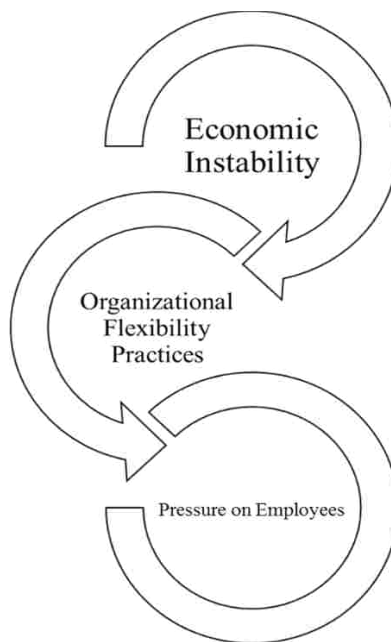 Economic
Instability
Organizational
Flexibility
Practices
Pressure on Employees